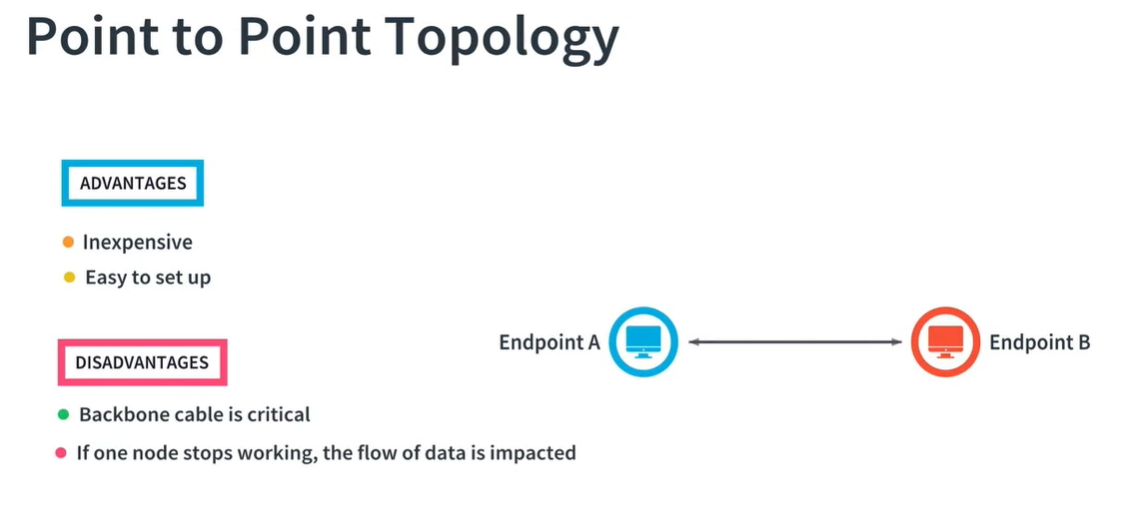 Point to Point Topology
ADVANTAGES
Inexpensive
Easy to set up
DISADVANTAGES
Backbone cable is critical
If one node stops working, the flow of data is impacted
Endpoint A
Endpoint B